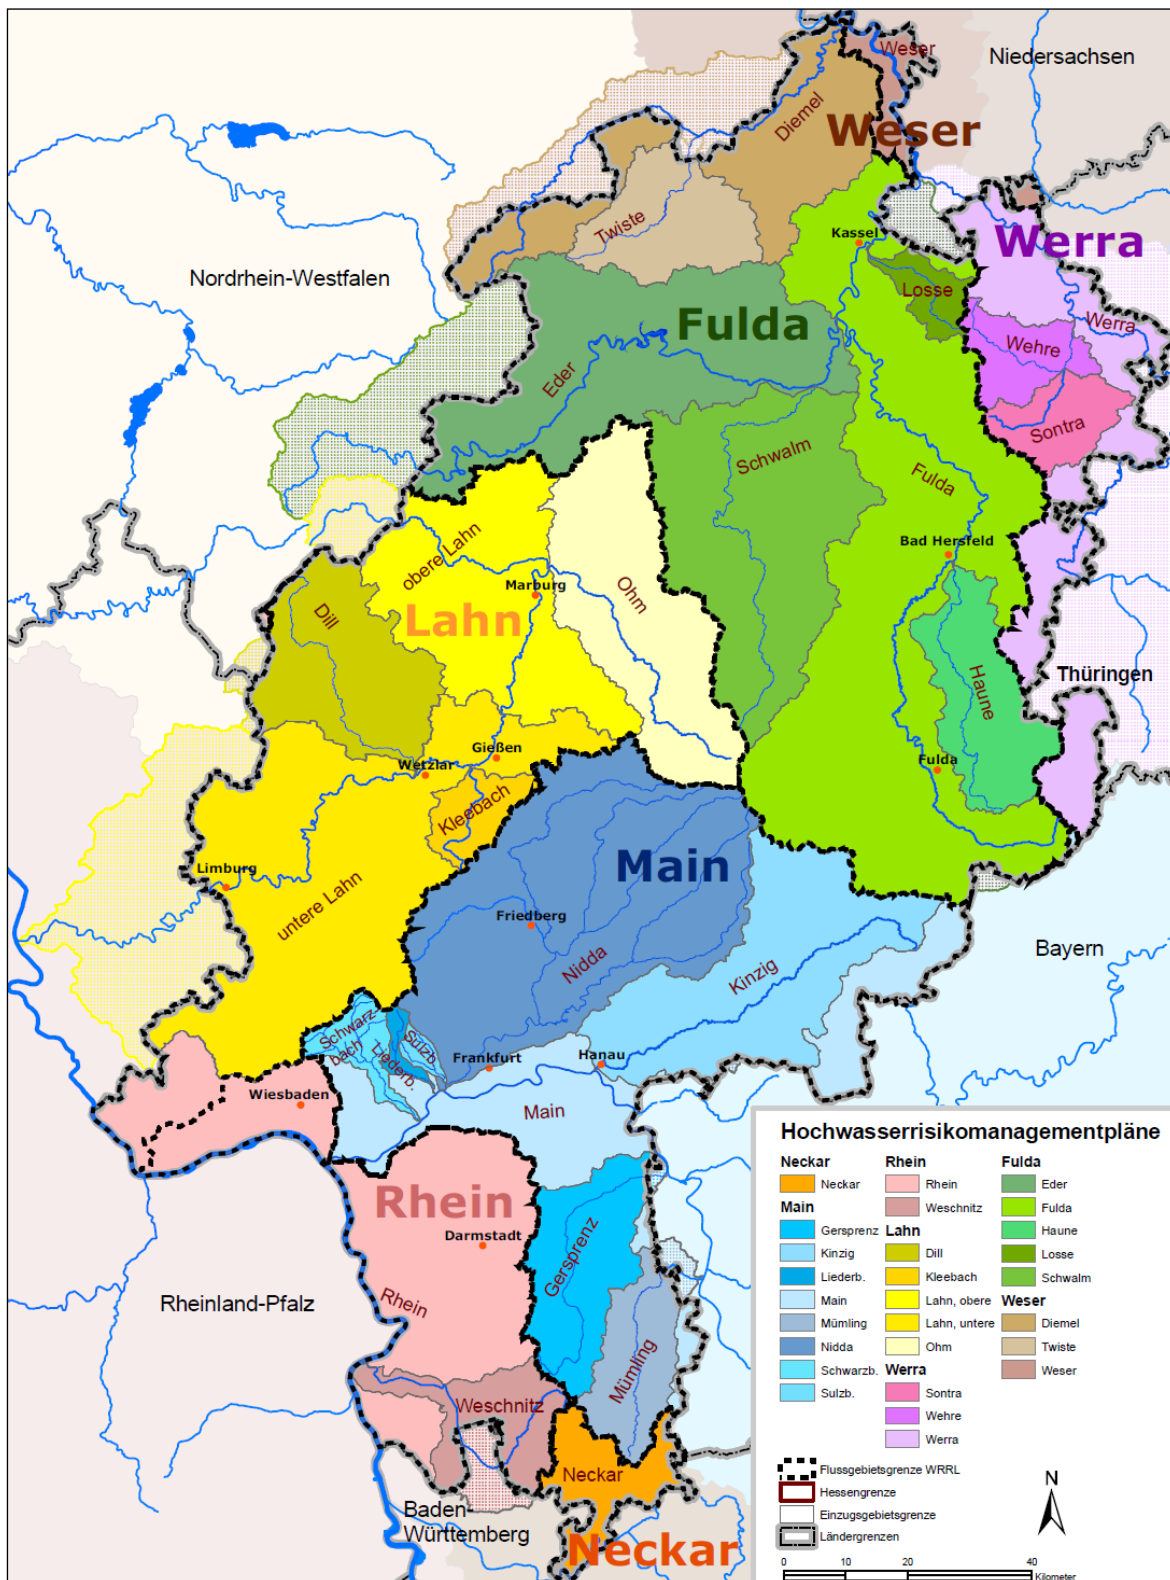 Weser
Niedersachsen
Diemel
Weser
Twiste
Kassel
Werra
Nordrhein-Westfalen
Losse
Fulda
Werra
Wehre
Eder
Sontra
Schwalm
Fulda
obere Lahn
Bad Hersfeld
Marburg
Ohm
Dill
Lahn
Thüringen
Haune
Gießen
Wetzlar
Fulda
Kleebach
Limburg
Main
untere Lahn
Friedberg
Bayern
Nidda
Kinzig
Schwarz-
bach
Liederb.
Sulzb.
Frankfurt
Hanau
Wiesbaden
Main
Rhein
Darmstadt
Gersprenz
Rheinland-Pfalz
Rhein
Mümling
Weschnitz
Neckar
Baden-
Württemberg
Neckar
Hochwasserrisikomanagementpläne
Neckar
Neckar
Main
Gersprenz
Kinzig
Liederb.
Main
Mümling
Nidda
Schwarzb.
Sulzb.
Rhein
Rhein
Weschnitz
Lahn
Dill
Kleebach
Lahn, obere
Lahn, untere
Ohm
Werra
Sontra
Wehre
Werra
Fulda
Eder
Fulda
Haune
Losse
Schwalm
Weser
Diemel
Twiste
Weser
Flussgebietsgrenze WRRL
Hessengrenze
Einzugsgebietsgrenze
Ländergrenzen
N
0 10 20 40
Kilometer